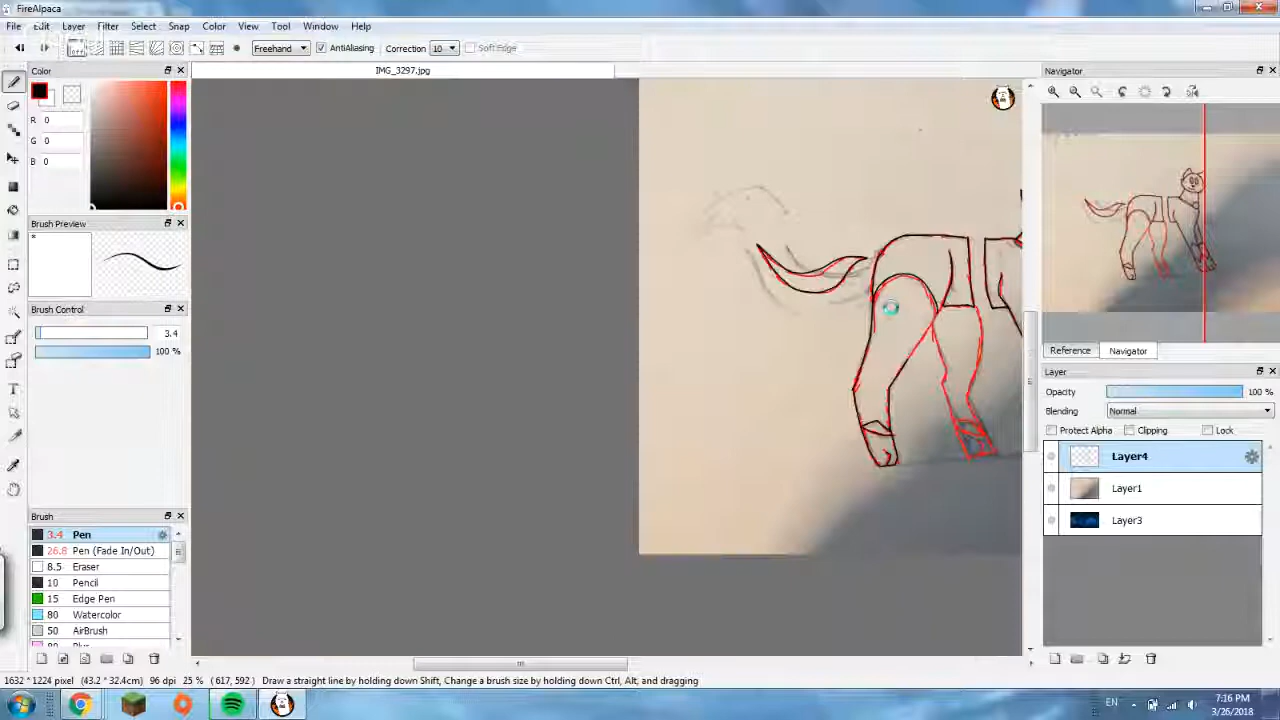 FireAlpaca
File Edit Layer Filter Select Snap Color View Tool Window Help
Freehand AntiAliasing Correction 10 Soft Edge
Color
IMG_3297.jpg
Navigator
R 0
G 0
B 0
Brush Preview
Brush Control
3.4
100 %
Reference Navigator
Layer
Opacity 100 %
Blending Normal
Protect Alpha Clipping Lock
Layer4
Layer1
Layer3
Brush
3.4 Pen
26.8 Pen (Fade In/Out)
8.5 Eraser
10 Pencil
15 Edge Pen
80 Watercolor
50 AirBrush
1632 * 1224 pixel (43.2 * 32.4cm) 96 dpi 25 % ( 617, 592 ) Draw a straight line by holding down Shift, Change a brush size by holding down Ctrl, Alt, and dragging
EN
7:16 PM
3/26/2018